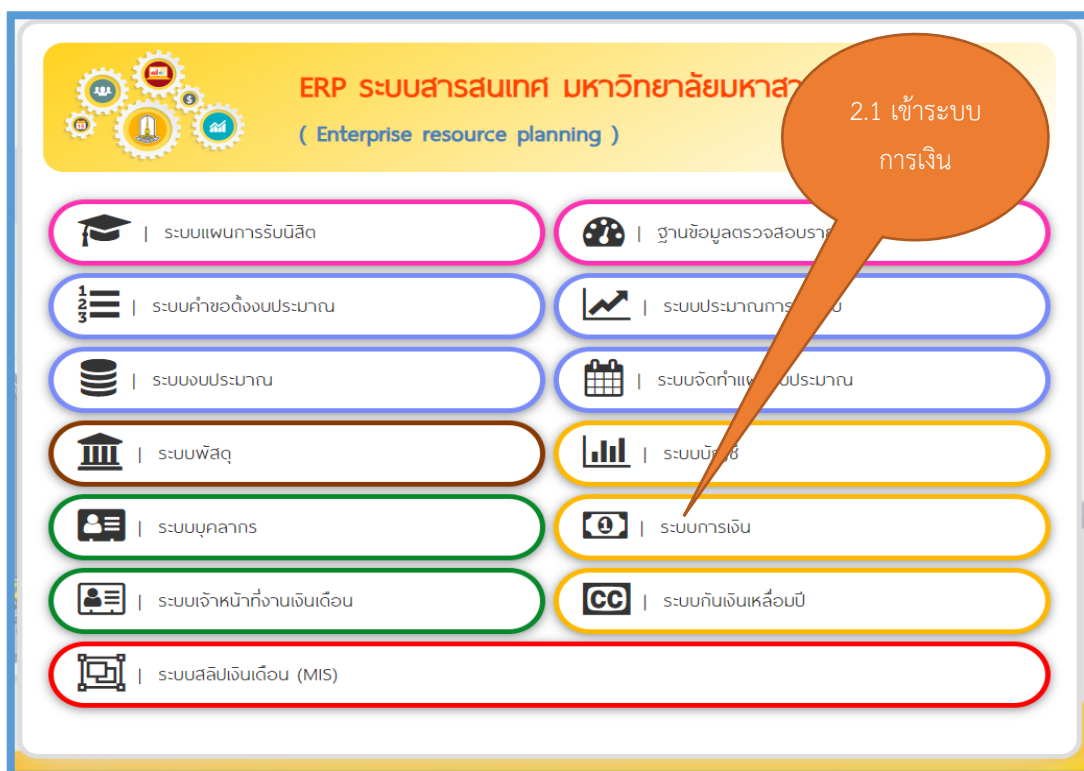 ERP ระบบสารสนเทศ มหาวิทยาลัยมหาสา
( Enterprise resource planning )
2.1 เข้าระบบ
การเงิน
| ระบบแผนการรับนิสิต
| ฐานข้อมูลตรวจสอบราย
| ระบบคำขอตั้งงบประมาณ
| ระบบประมาณการ
| ระบบงบประมาณ
| ระบบจัดทำ
| ระบบพัสดุ
| ระบบบัญชี
| ระบบบุคลากร
| ระบบการเงิน
| ระบบเจ้าหน้าที่งานเงินเดือน
CC | ระบบกันเงินเหลื่อมปี
| ระบบสลิปเงินเดือน (MIS)